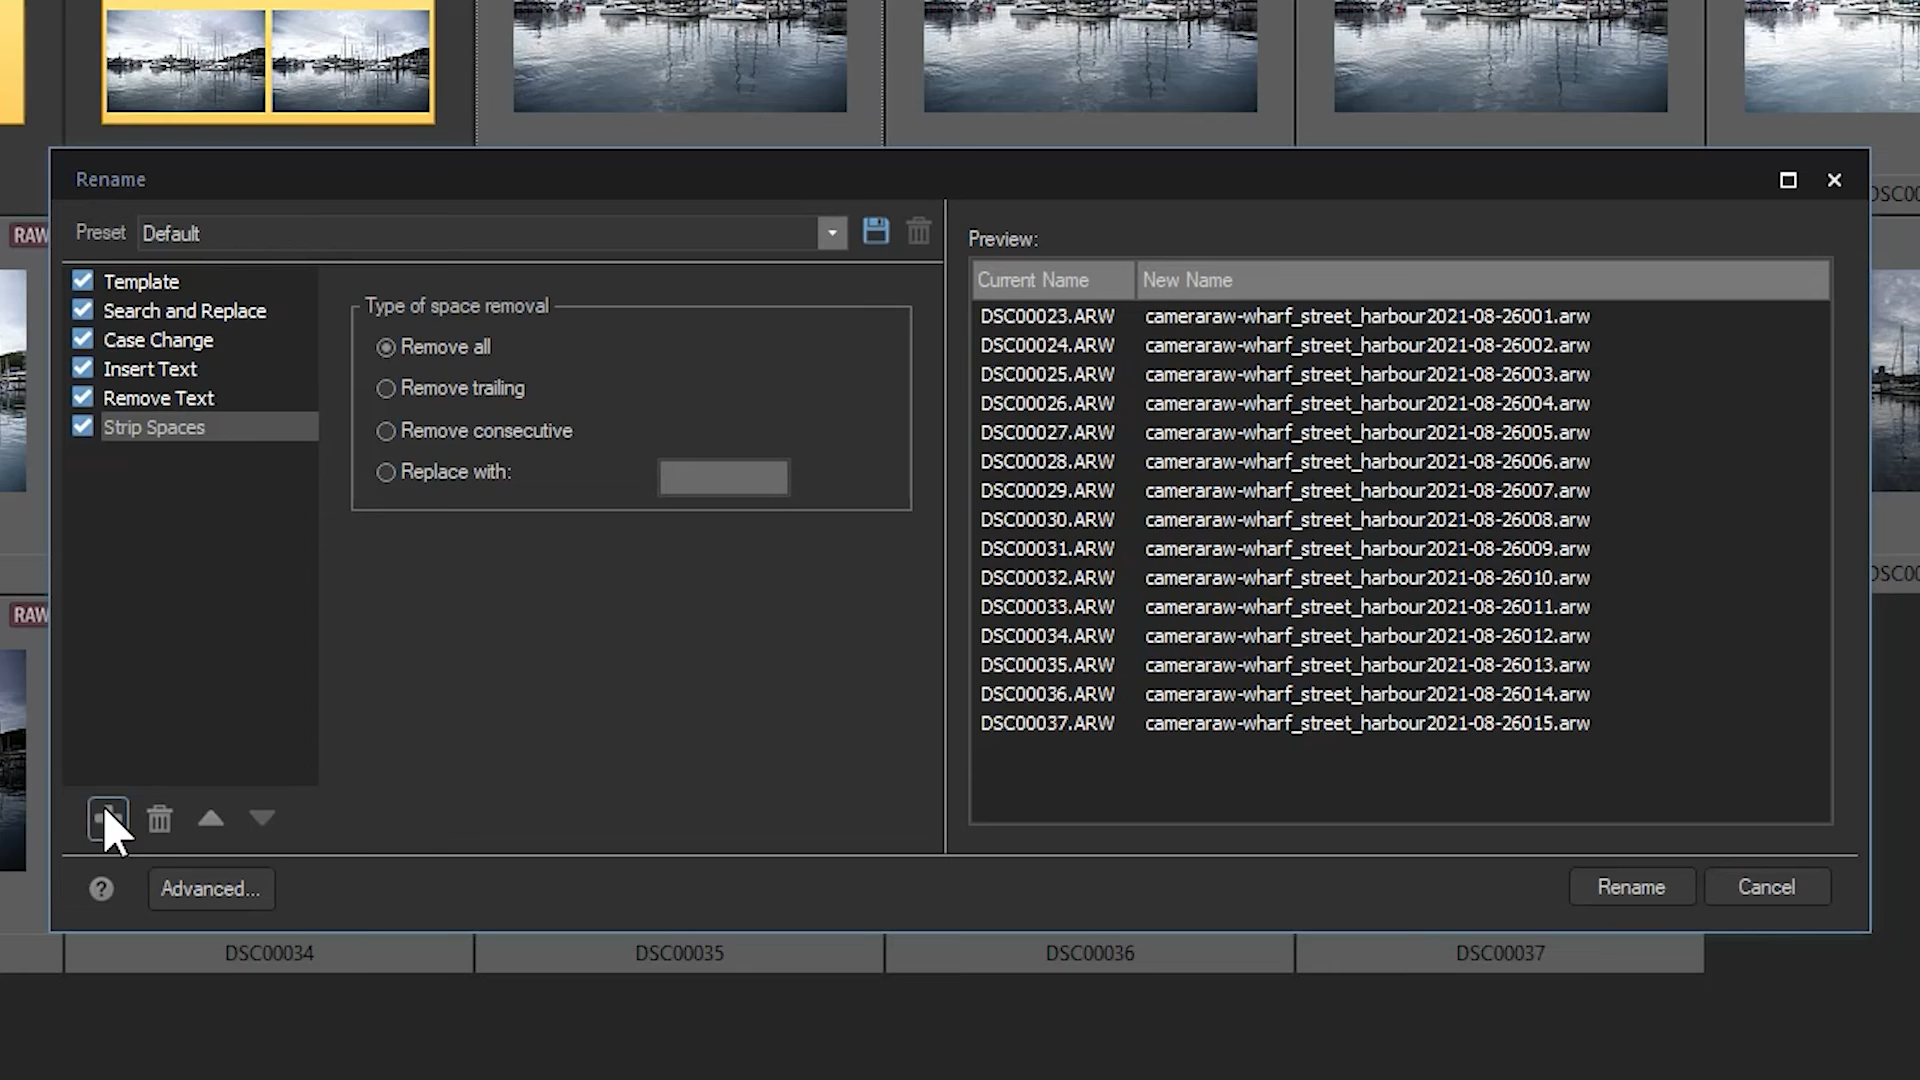 DSC00
Rename
Preset
Default
RAW
Template
Search and Replace
Case Change
Insert Text
Remove Text
Strip Spaces
Type of space removal
Remove all
Remove trailing
Remove consecutive
Replace with:
Preview:
Current Name New Name
DSC00023.ARW cameraraw-wharf_street_harbour2021-08-26001.arw
DSC00024.ARW cameraraw-wharf_street_harbour2021-08-26002.arw
DSC00025.ARW cameraraw-wharf_street_harbour2021-08-26003.arw
DSC00026.ARW cameraraw-wharf_street_harbour2021-08-26004.arw
DSC00027.ARW cameraraw-wharf_street_harbour2021-08-26005.arw
DSC00028.ARW cameraraw-wharf_street_harbour2021-08-26006.arw
DSC00029.ARW cameraraw-wharf_street_harbour2021-08-26007.arw
DSC00030.ARW cameraraw-wharf_street_harbour2021-08-26008.arw
DSC00031.ARW cameraraw-wharf_street_harbour2021-08-26009.arw
DSC00032.ARW cameraraw-wharf_street_harbour2021-08-26010.arw
DSC00033.ARW cameraraw-wharf_street_harbour2021-08-26011.arw
DSC00034.ARW cameraraw-wharf_street_harbour2021-08-26012.arw
DSC00035.ARW cameraraw-wharf_street_harbour2021-08-26013.arw
DSC00036.ARW cameraraw-wharf_street_harbour2021-08-26014.arw
DSC00037.ARW cameraraw-wharf_street_harbour2021-08-26015.arw
DSC00
RAW
?
Advanced...
Rename
Cancel
DSC00034
DSC00035
DSC00036
DSC00037